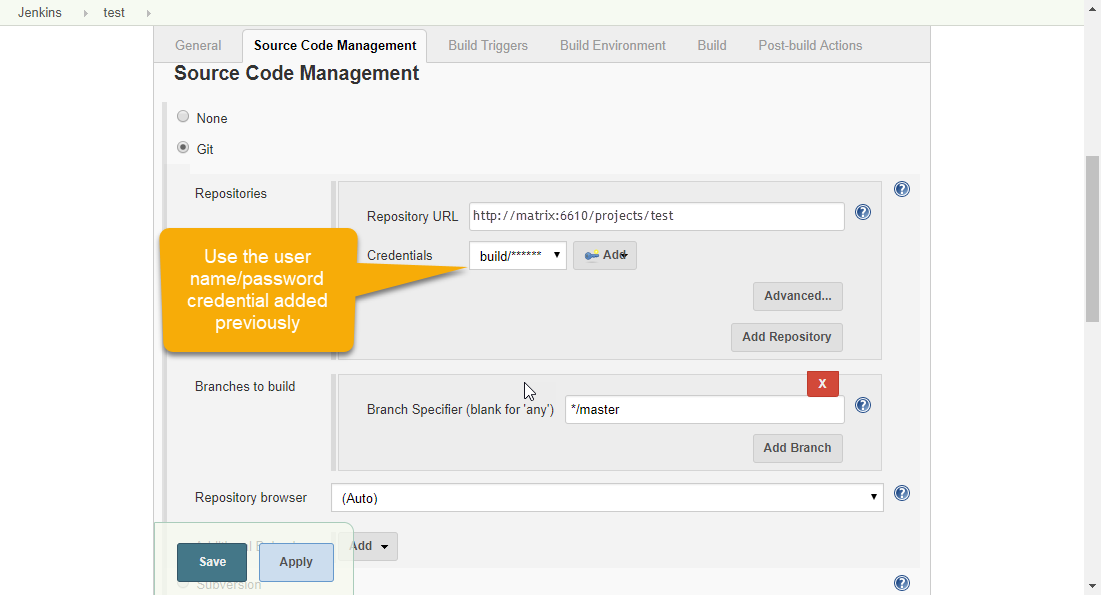 Jenkins test
General Source Code Management Build Triggers Build Environment Build Post-build Actions
Source Code Management
None
Git
Repositories
Repository URL http://matrix:6610/projects/test
Credentials build/****** Add
Use the user
name/password
credential added
previously
Advanced...
Add Repository
Branches to build
X
Branch Specifier (blank for 'any') */master
Add Branch
Repository browser (Auto)
Add
Save Apply
Subversion